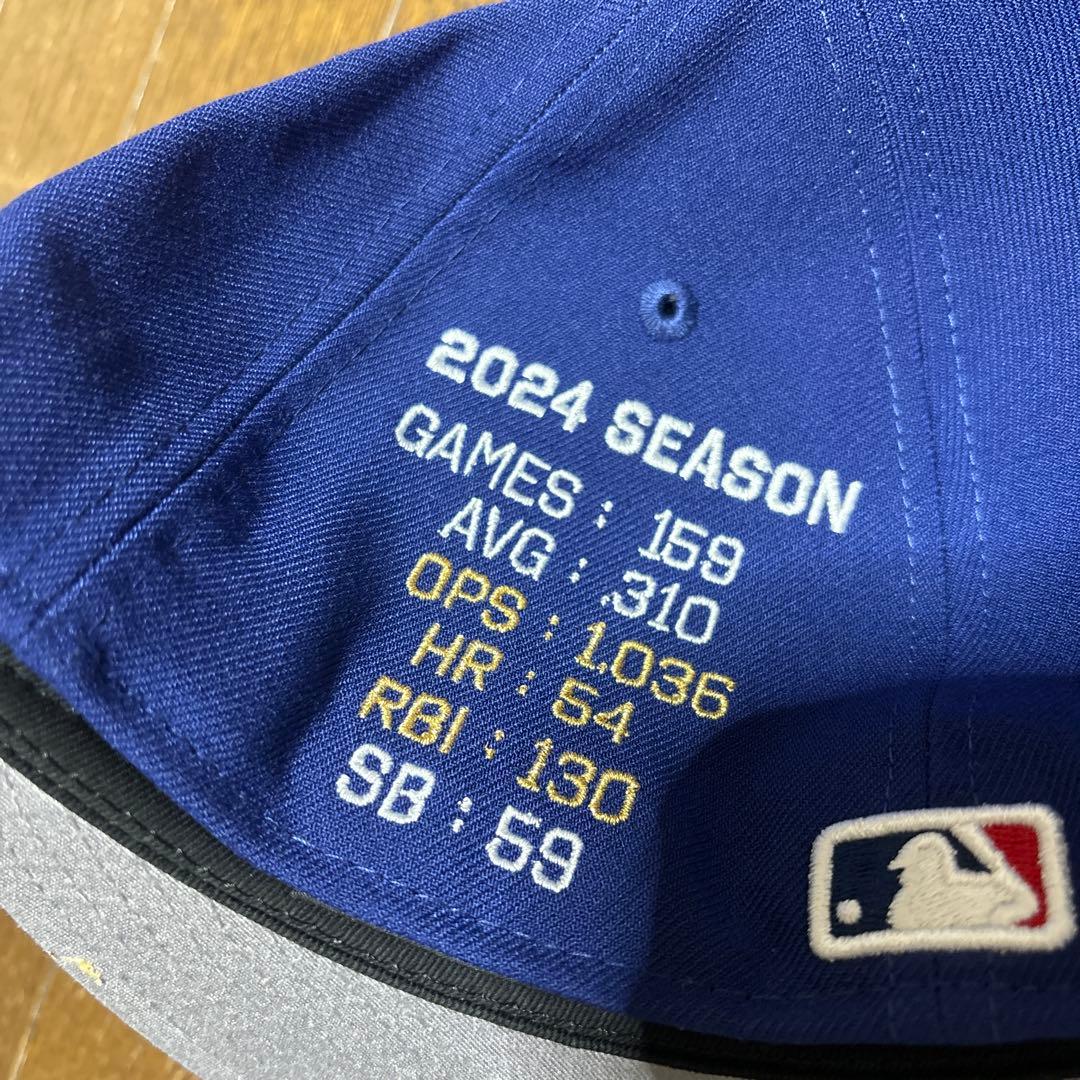 2024 SEASON
GAMES : 159
AVG : .310
OPS : 1.036
HR : 54
RBI : 130
SB : 59